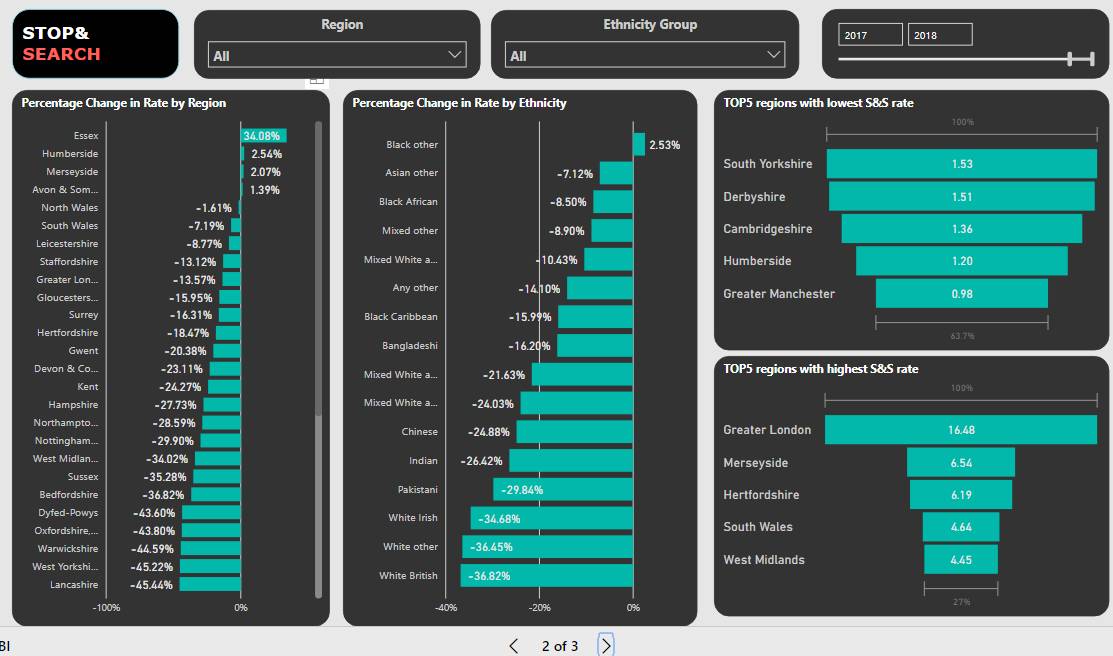 STOP&
SEARCH
Region
All
Ethnicity Group
All
2017 2018
Percentage Change in Rate by Region
Essex 34.08%
Humberside 2.54%
Merseyside 2.07%
Avon & Som... 1.39%
North Wales -1.61%
South Wales -7.19%
Leicestershire -8.77%
Staffordshire -13.12%
Greater Lon... -13.57%
Gloucesters... -15.95%
Surrey -16.31%
Hertfordshire -18.47%
Gwent -20.38%
Devon & Co... -23.11%
Kent -24.27%
Hampshire -27.73%
Northampto... -28.59%
Nottingham... -29.90%
West Midlan... -34.02%
Sussex -35.28%
Bedfordshire -36.82%
Dyfed-Powys -43.60%
Oxfordshire,... -43.80%
Warwickshire -44.59%
West Yorkshi... -45.22%
Lancashire -45.44%
-100% 0%
Percentage Change in Rate by Ethnicity
Black other 2.53%
Asian other -7.12%
Black African -8.50%
Mixed other -8.90%
Mixed White a... -10.43%
Any other -14.10%
Black Caribbean -15.99%
Bangladeshi -16.20%
Mixed White a... -21.63%
Mixed White a... -24.03%
Chinese -24.88%
Indian -26.42%
Pakistani -29.84%
White Irish -34.68%
White other -36.45%
White British -36.82%
-40% -20% 0%
TOP5 regions with lowest S&S rate
100%
South Yorkshire 1.53
Derbyshire 1.51
Cambridgeshire 1.36
Humberside 1.20
Greater Manchester 0.98
63.7%
TOP5 regions with highest S&S rate
100%
Greater London 16.48
Merseyside 6.54
Hertfordshire 6.19
South Wales 4.64
West Midlands 4.45
27%
BI
2 of 3